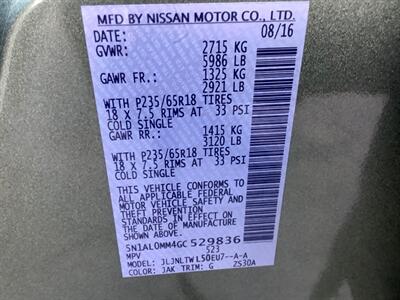 MFD BY NISSAN MOTOR CO., LTD.
DATE: 08/16
GVWR: 2715 KG
5986 LB
GAWR FR.: 1325 KG
2921 LB
WITH P235/65R18 TIRES
18 X 7.5 RIMS AT 33 PSI
COLD SINGLE
GAWR RR.: 1415 KG
3120 LB
WITH P235/65R18 TIRES
18 X 7.5 RIMS AT 33 PSI
COLD SINGLE
THIS VEHICLE CONFORMS TO
ALL APPLICABLE FEDERAL
MOTOR VEHICLE SAFETY AND
THEFT PREVENTION
STANDARDS IN EFFECT ON
THE DATE OF MANUFACTURE
5N1AL0MM4GC529836
MPV 523
MODEL: JLJNLTWL50EU7--A-A
COLOR: JAK TRIM: G ZS30A